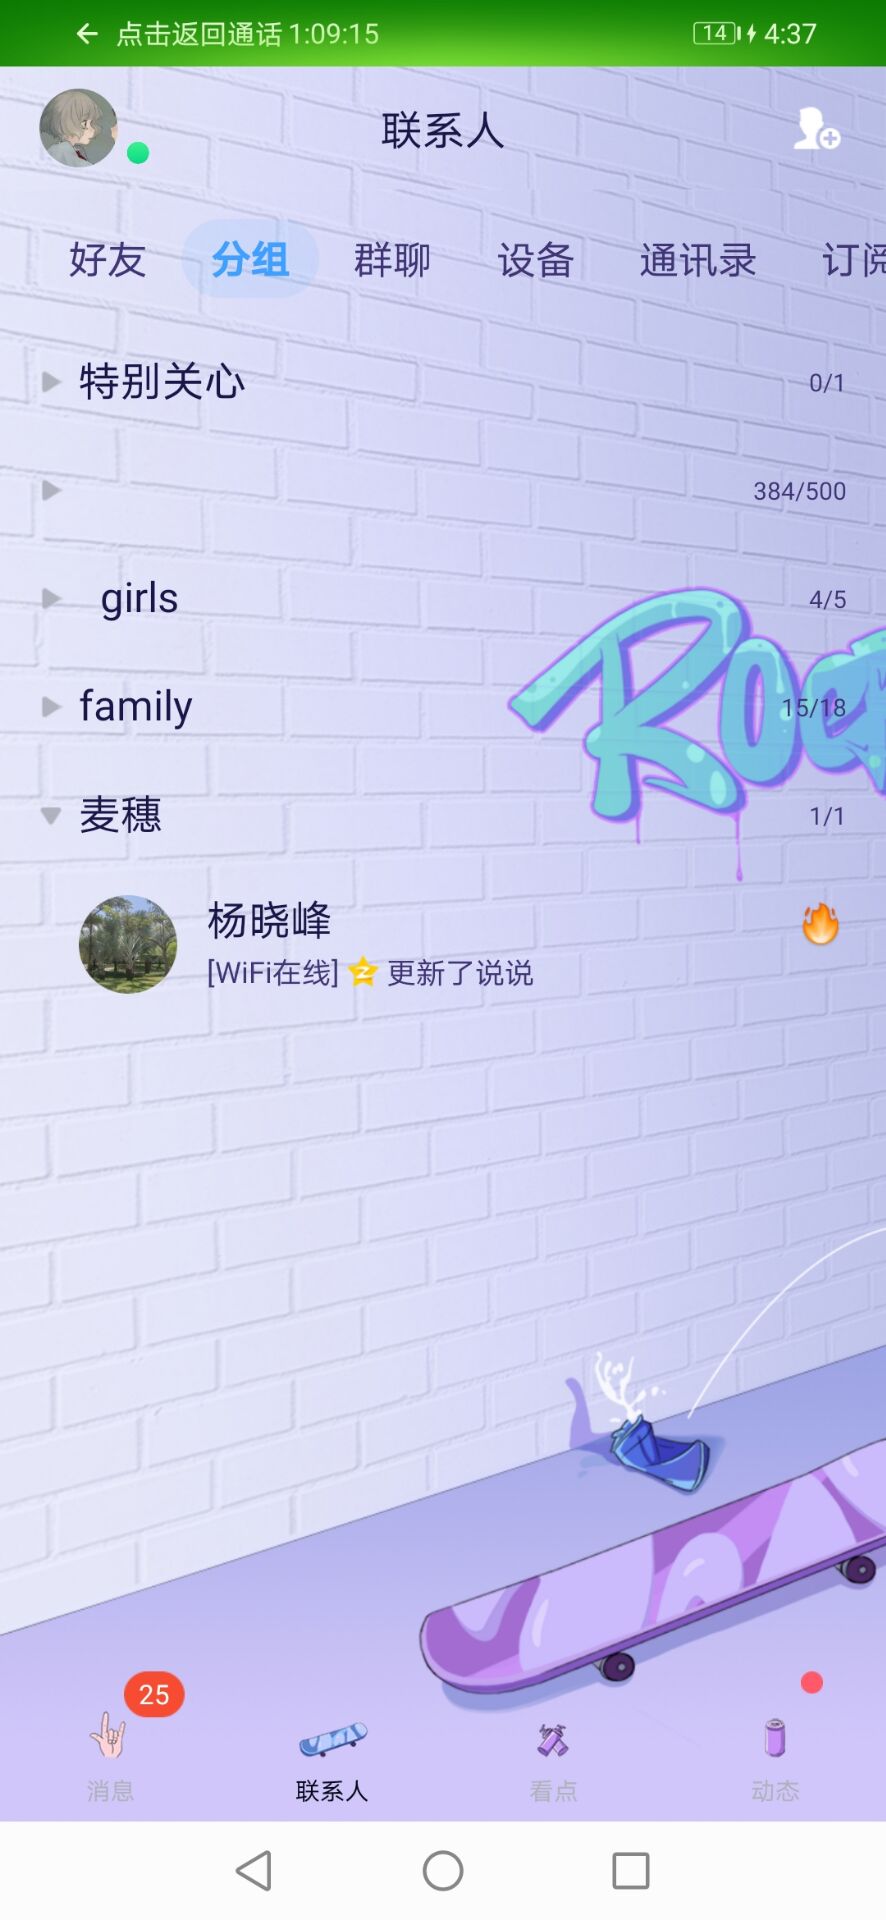 点击返回通话 1:09:15
14 4:37
联系人
好友 分组 群聊 设备 通讯录 订阅
特别关心 0/1
384/500
girls 4/5
family 15/18
麦穗 1/1
杨晓峰
[WiFi在线] 更新了说说
25
消息 联系人 看点 动态